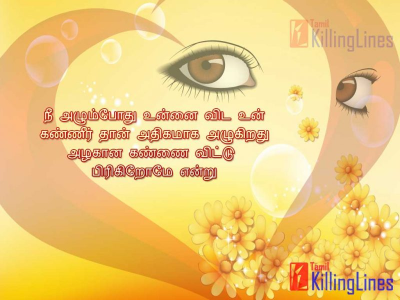 Tamil
KillingLines
நீ அழும்போது உன்னை விட உன்
கண்ணீர் தான் அதிகமாக அழுகிறது
அழகான கண்ணை விட்டு
பிரிகிறோமே என்று
Tamil
KillingLines